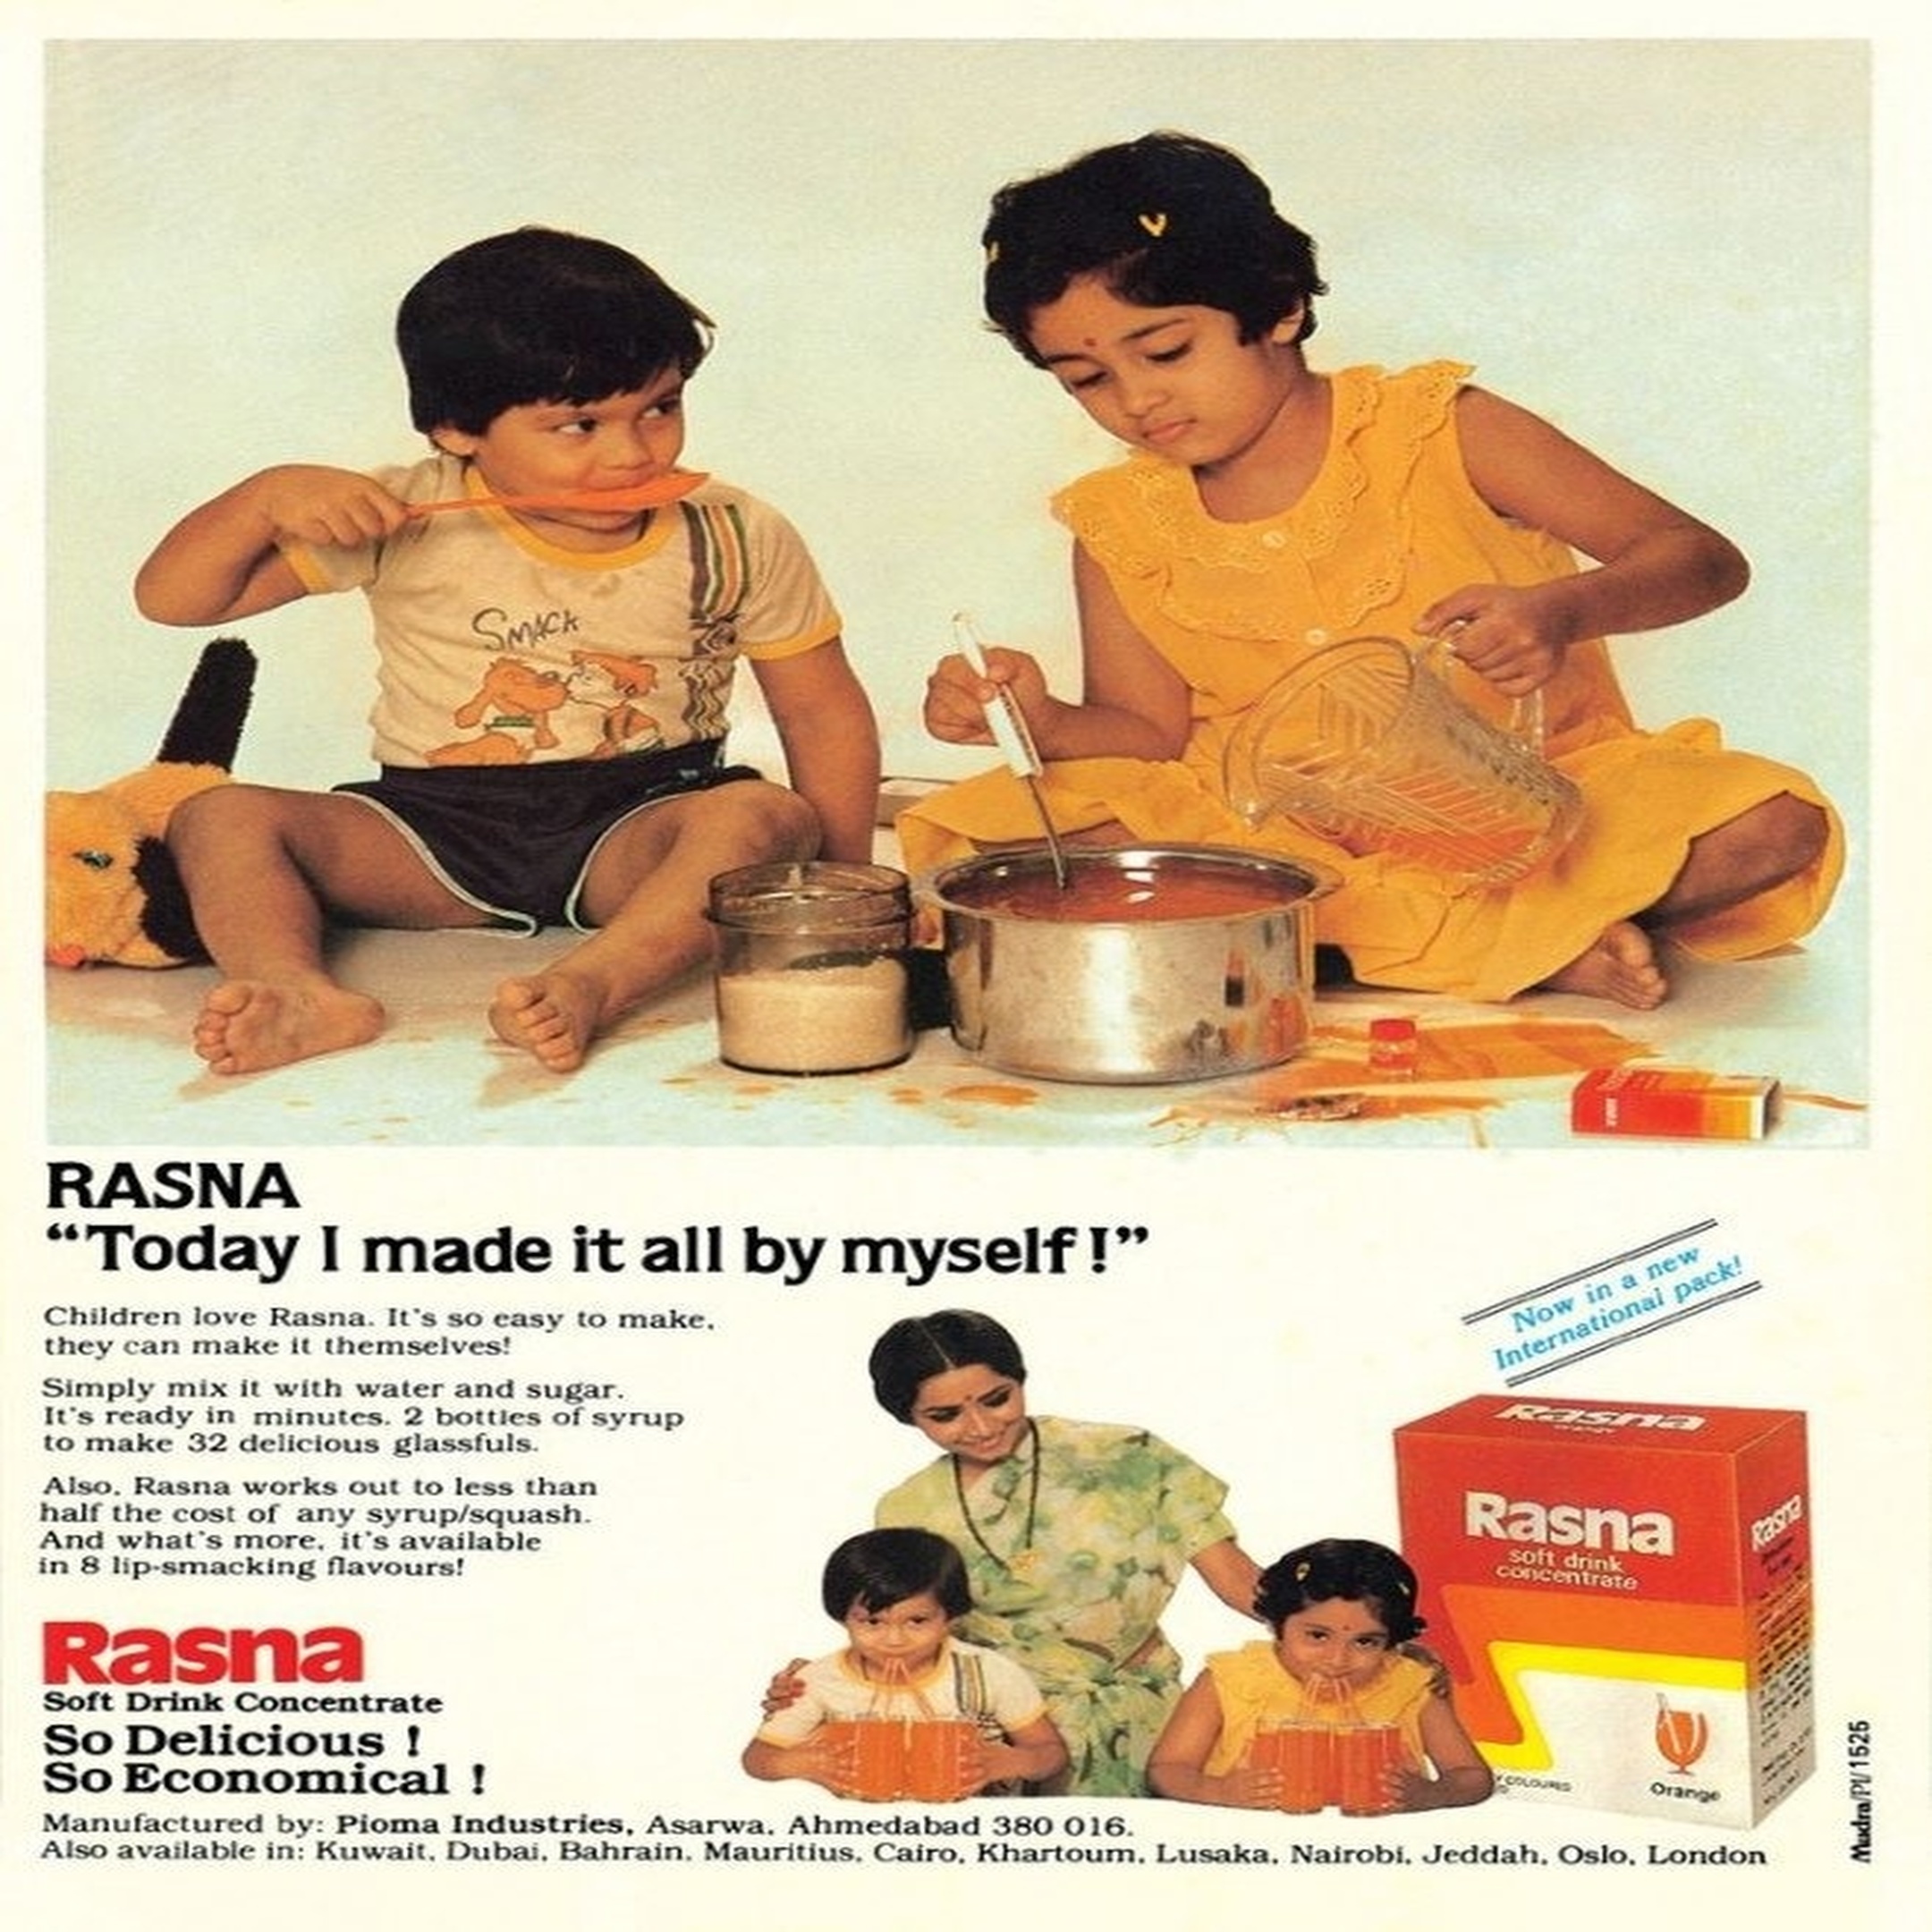 SMACK
RASNA
“Today I made it all by myself!”
Children love Rasna. It's so easy to make,
they can make it themselves!
Simply mix it with water and sugar.
It's ready in minutes. 2 bottles of syrup
to make 32 delicious glassfuls.
Also, Rasna works out to less than
half the cost of any syrup/squash.
And what's more, it's available
in 8 lip-smacking flavours!
Now in a new
International pack!
Rasna
Rasna
soft drink
concentrate
Rasna
COLOURED
Orange
Rasna
Soft Drink Concentrate
So Delicious !
So Economical !
Manufactured by: Pioma Industries, Asarwa, Ahmedabad 380 016.
Also available in: Kuwait, Dubai, Bahrain, Mauritius, Cairo, Khartoum, Lusaka, Nairobi, Jeddah, Oslo, London
Mudra/PI/1525